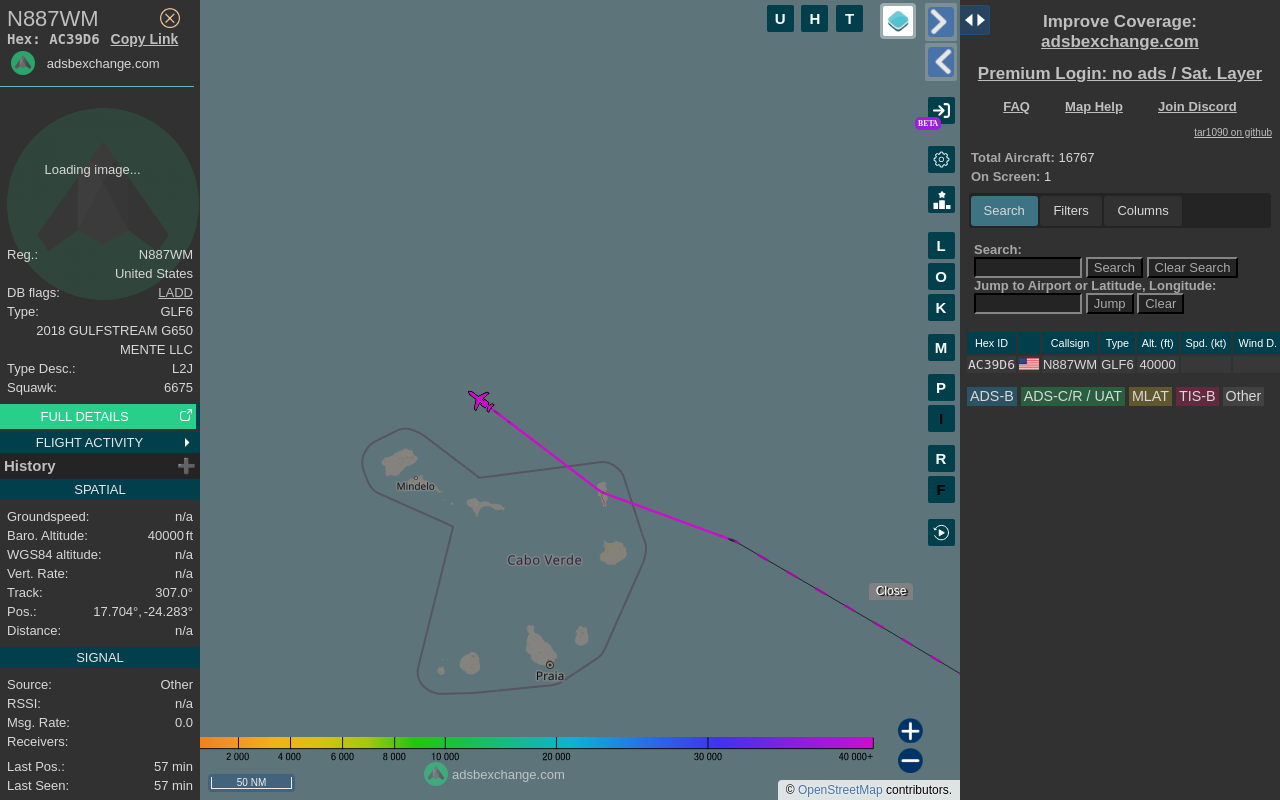 N887WM
Hex: AC39D6 Copy Link
adsbexchange.com
Loading image...
Reg.: N887WM
United States
DB flags: LADD
Type: GLF6
2018 GULFSTREAM G650
MENTE LLC
Type Desc.: L2J
Squawk: 6675
FULL DETAILS
FLIGHT ACTIVITY
History
SPATIAL
Groundspeed: n/a
Baro. Altitude: 40000 ft
WGS84 altitude: n/a
Vert. Rate: n/a
Track: 307.0°
Pos.: 17.704°, -24.283°
Distance: n/a
SIGNAL
Source: Other
RSSI: n/a
Msg. Rate: 0.0
Receivers:
Last Pos.: 57 min
Last Seen: 57 min
U H T
BETA
L
O
K
M
P
I
R
F
Mindelo
Cabo Verde
Praia
Close
2 000 4 000 6 000 8 000 10 000 20 000 30 000 40 000+
50 NM
adsbexchange.com
© OpenStreetMap contributors.
Improve Coverage:
adsbexchange.com
Premium Login: no ads / Sat. Layer
FAQ Map Help Join Discord
tar1090 on github
Total Aircraft: 16767
On Screen: 1
Search Filters Columns
Search:
Search Clear Search
Jump to Airport or Latitude, Longitude:
Jump Clear
Hex ID Callsign Type Alt. (ft) Spd. (kt) Wind D.
AC39D6 N887WM GLF6 40000
ADS-B ADS-C/R / UAT MLAT TIS-B Other